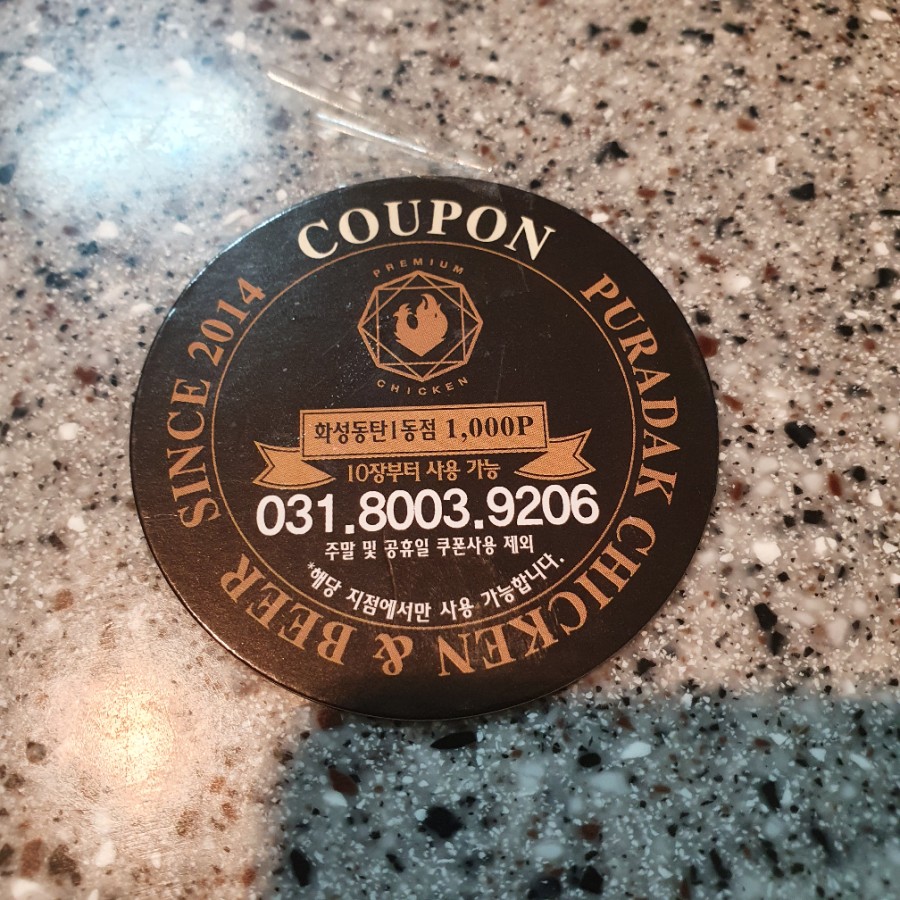 COUPON
SINCE 2014
PURADAK CHICKEN & BEER
PREMIUM
CHICKEN
화성동탄1동점 1,000P
10장부터 사용 가능
031.8003.9206
주말 및 공휴일 쿠폰사용 제외
*해당 지점에서만 사용 가능합니다.